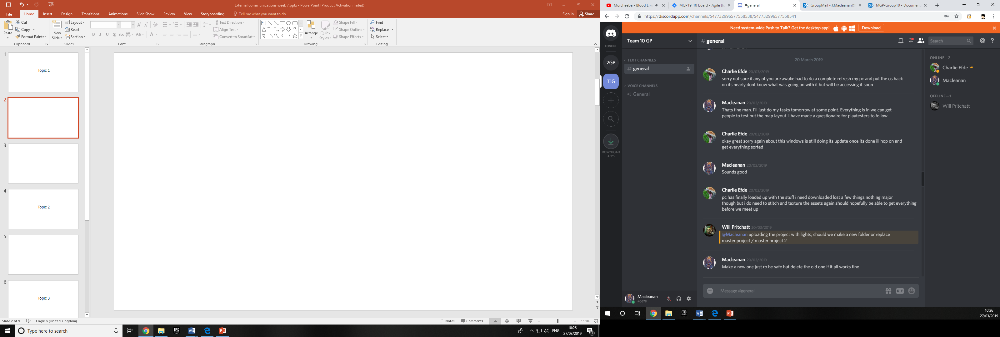 External communications week 7.pptx - PowerPoint (Product Activation Failed)
File Home Insert Design Transitions Animations Slide Show Review View Storyboarding Tell me what you want to do... Sign in Share
Paste
Cut
Copy
Format Painter
Clipboard
New Slide
Layout
Reset
Section
Slides
B I U S abc AV Aa A
Font
Text Direction
Align Text
Convert to SmartArt
Paragraph
Arrange
Quick Styles
Shape Fill
Shape Outline
Shape Effects
Drawing
Find
Replace
Select
Editing
1
Topic 1
2
3
4
Topic 2
5
6
Topic 3
Slide 2 of 9 English (United Kingdom) Notes Comments 115%
Type here to search
ENG
10:26
27/03/2019
Morcheeba - Blood Lik
MGP19_10 board - Agile Bo
#general
GroupMail - J.Macleanan@
MGP-Group10 - Document
https://discordapp.com/channels/547732996577558538/547732996577558541
Need system-wide Push to Talk? Get the desktop app! Download
1 ONLINE
2GP
T1G
DOWNLOAD
APPS
Team 10 GP
TEXT CHANNELS
# general
VOICE CHANNELS
General
Macleanan
#0678
# general
Search
20 March 2019
Charlie Efde 20/03/2019
sorry not sure if any of you are awake had to do a complete refresh my pc and put the os back
on its nearly dont know what was going on with it but will be accessing it soon
Macleanan 20/03/2019
Thats fine man. I'll just do my tasks tomorrow at some point. Everything is in we can get
people to test out the map layout. I have made a questionaire for playtesters to follow
Charlie Efde 20/03/2019
okay great sorry again about this windows is still doing its update once its done ill hop on and
get everything sorted
Macleanan 20/03/2019
Sounds good
Charlie Efde 20/03/2019
pc has finally loaded up with the stuff i need downloaded lost a few things nothing major
though but i do need to stitch and texture the assets again should hopefully be able to get everything
before we meet up
Will Pritchatt 20/03/2019
@Macleanan uploading the project with lights, should we make a new folder or replace
master project / master project 2
Macleanan 20/03/2019
Make a new one just ro be safe but delete the old.one if it all works fine
Message #general
GIF
ONLINE—2
Charlie Efde
Macleanan
OFFLINE—1
Will Pritchatt
10:26
27/03/2019